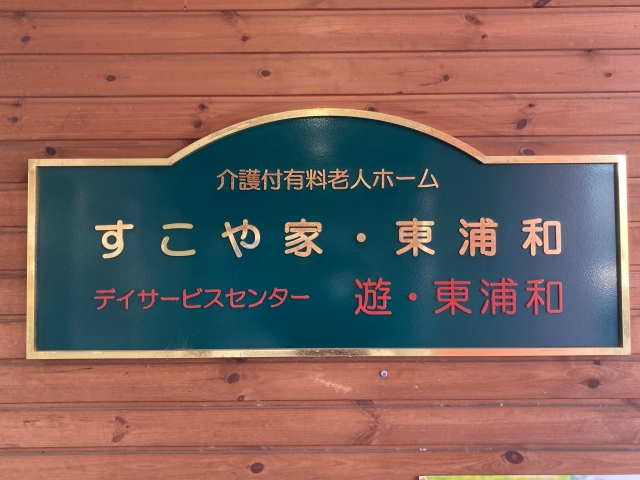 介護付有料老人ホーム
すこや家・東浦和
デイサービスセンター 遊・東浦和